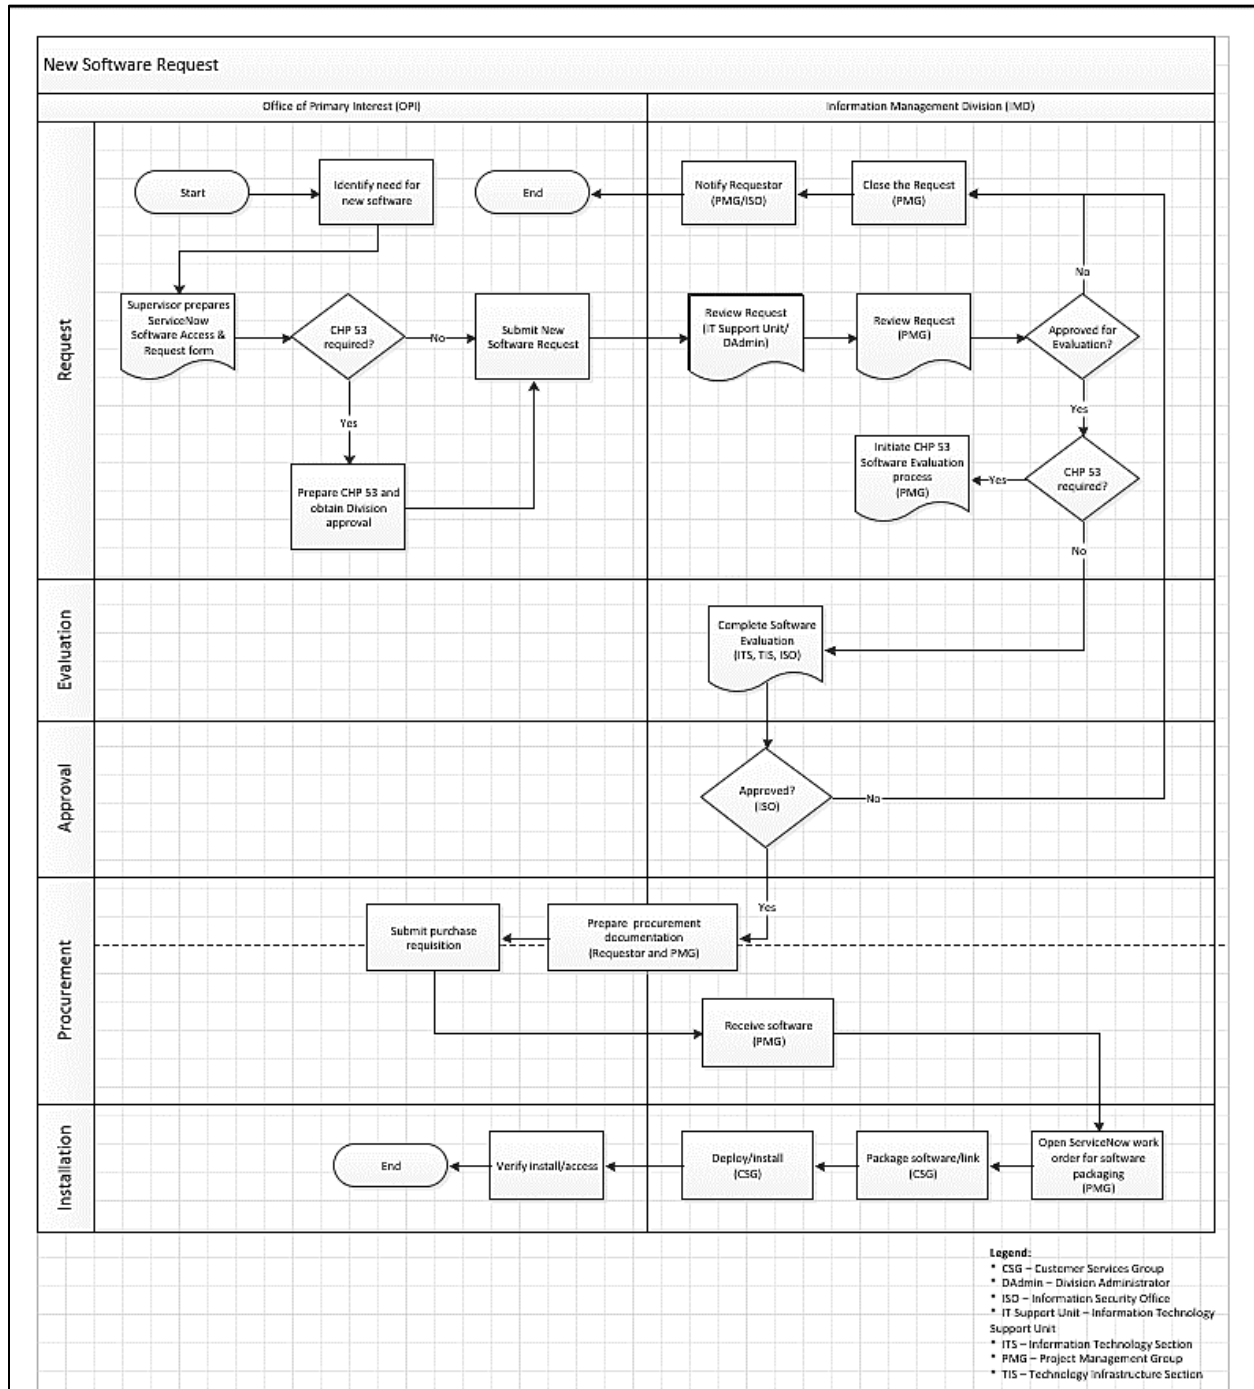 New Software Request
Office of Primary Interest (OPI)
Information Management Division (IMD)
Request
Start
Identify need for
new software
End
Notify Requestor
(PMG/ISO)
Close the Request
(PMG)
No
Supervisor prepares
ServiceNow
Software Access &
Request form
CHP 53
required?
No
Submit New
Software Request
Review Request
(IT Support Unit/
DAdmin)
Review Request
(PMG)
Approved for
Evaluation?
Yes
Yes
Initiate CHP 53
Software Evaluation
process
(PMG)
Yes
CHP 53
required?
Prepare CHP 53 and
obtain Division
approval
No
Evaluation
Complete Software
Evaluation
(ITS, TIS, ISO)
Approval
Approved?
(ISO)
No
Procurement
Yes
Submit purchase
requisition
Prepare procurement
documentation
(Requestor and PMG)
Receive software
(PMG)
Installation
End
Verify install/access
Deploy/install
(CSG)
Package software/link
(CSG)
Open ServiceNow work
order for software
packaging
(PMG)
Legend:
* CSG – Customer Services Group
* DAdmin – Division Administrator
* ISO – Information Security Office
* IT Support Unit – Information Technology
Support Unit
* ITS – Information Technology Section
* PMG – Project Management Group
* TIS – Technology Infrastructure Section